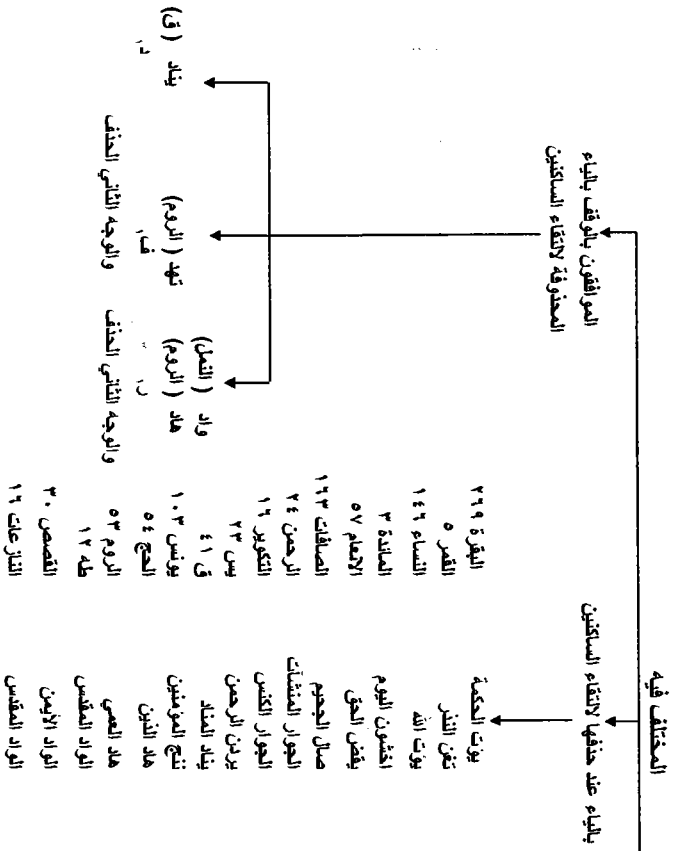 المختلف فيه
بالياء عند حذفها لالتقاء الساكنين
يؤت الحكمة البقرة ٢٦٩
تغن النذر القمر ٥
يؤت الله النساء ١٤٦
اخشون اليوم المائدة ٣
يقض الحق الانعام ٥٧
صال الجحيم الصافات ١٦٣
الجوار المنشآت الرحمن ٢٤
الجوار الكنس التكوير ١٦
يردن الرحمن يس ٢٣
يناد المناد ق ٤١
ننج المؤمنين يونس ١٠٣
هاد الذين الحج ٥٤
هاد العمي الروم ٥٣
الواد المقدس طه ١٢
الواد الأيمن القصص ٣٠
الواد المقدس النازعات ١٦
الموافقون بالوقف بالياء
المحذوفة لالتقاء الساكنين
واد ( النمل)
هاد ( الروم)
ر
والوجه الثاني الحذف
تهد ( الروم)
ف
والوجه الثاني الحذف
يناد ( ق)